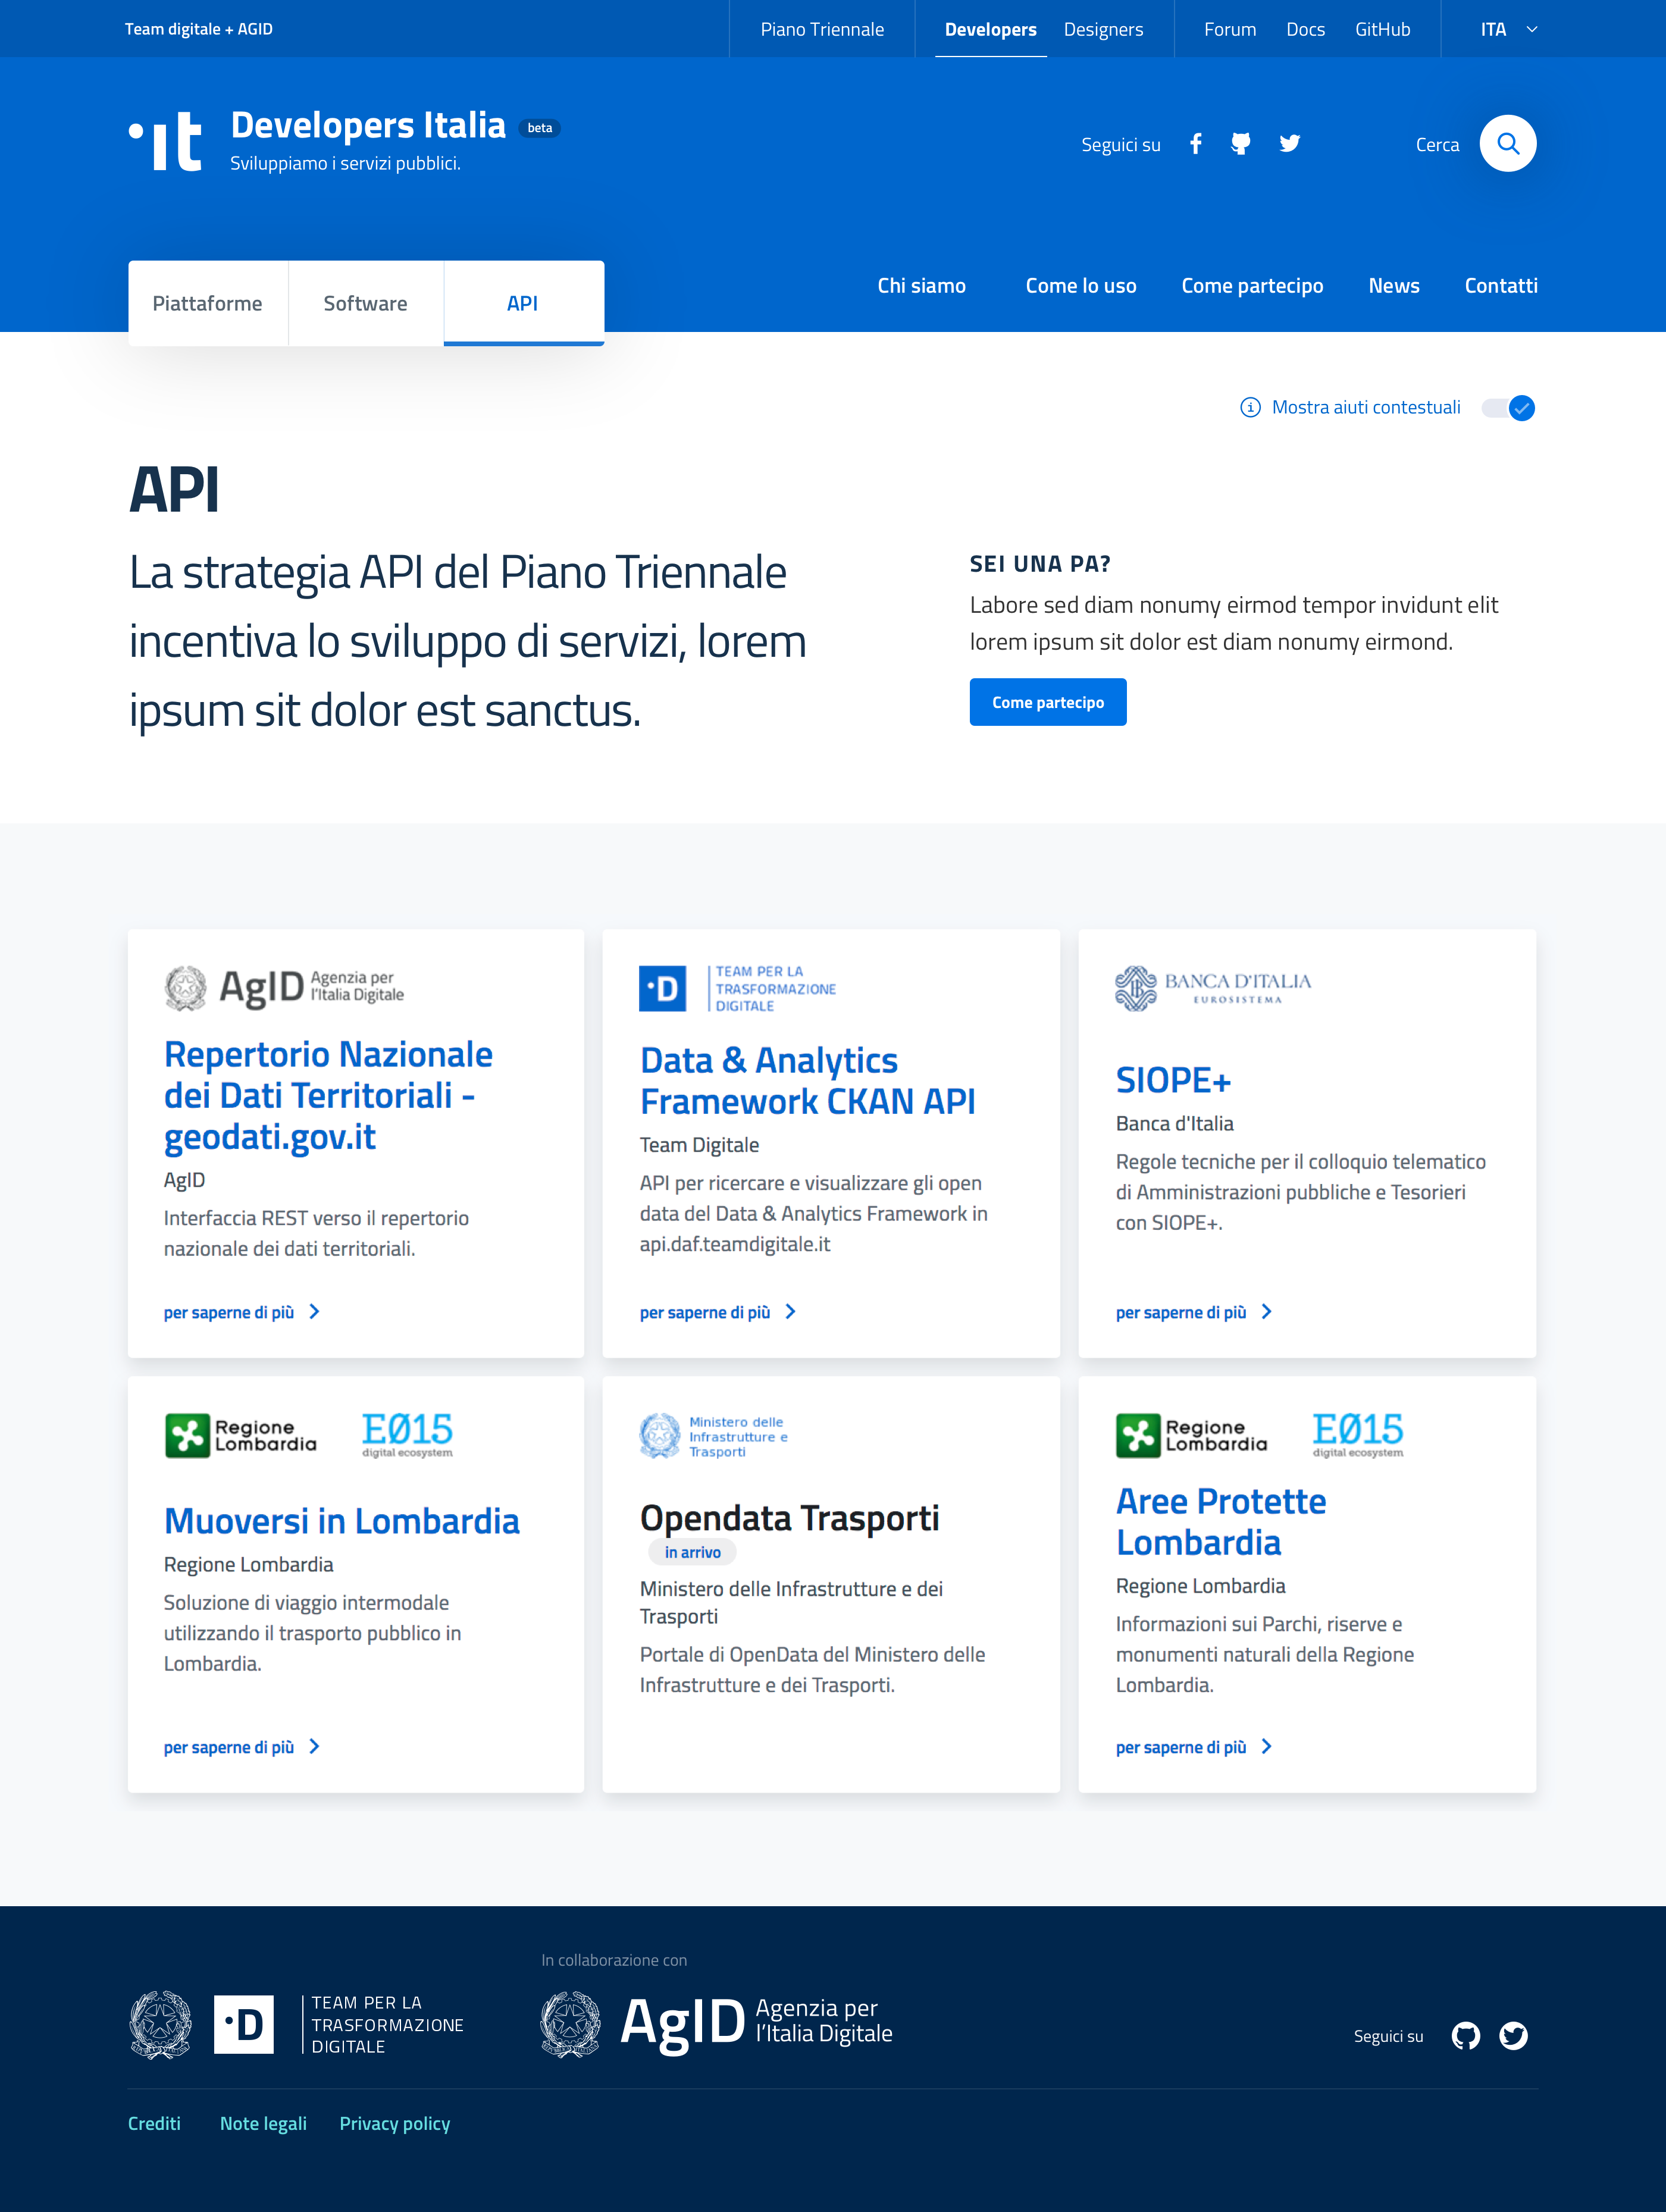 Team digitale + AGID
Piano Triennale
Developers
Designers
Forum
Docs
GitHub
ITA
Developers Italia
beta
Sviluppiamo i servizi pubblici.
Seguici su
Cerca
Piattaforme
Software
API
Chi siamo
Come lo uso
Come partecipo
News
Contatti
Mostra aiuti contestuali
API
La strategia API del Piano Triennale
incentiva lo sviluppo di servizi, lorem
ipsum sit dolor est sanctus.
SEI UNA PA?
Labore sed diam nonumy eirmod tempor invidunt elit
lorem ipsum sit dolor est diam nonumy eirmond.
Come partecipo
AgID
Agenzia per
l'Italia Digitale
Repertorio Nazionale
dei Dati Territoriali -
geodati.gov.it
AgID
Interfaccia REST verso il repertorio
nazionale dei dati territoriali.
per saperne di più
D
TEAM PER LA
TRASFORMAZIONE
DIGITALE
Data & Analytics
Framework CKAN API
Team Digitale
API per ricercare e visualizzare gli open
data del Data & Analytics Framework in
api.daf.teamdigitale.it
per saperne di più
BANCA D'ITALIA
EUROSISTEMA
SIOPE+
Banca d'Italia
Regole tecniche per il colloquio telematico
di Amministrazioni pubbliche e Tesorieri
con SIOPE+.
per saperne di più
Regione
Lombardia
EØ15
digital ecosystem
Muoversi in Lombardia
Regione Lombardia
Soluzione di viaggio intermodale
utilizzando il trasporto pubblico in
Lombardia.
per saperne di più
Ministero delle
Infrastrutture e
Trasporti
Opendata Trasporti
in arrivo
Ministero delle Infrastrutture e dei
Trasporti
Portale di OpenData del Ministero delle
Infrastrutture e dei Trasporti.
Regione
Lombardia
EØ15
digital ecosystem
Aree Protette
Lombardia
Regione Lombardia
Informazioni sui Parchi, riserve e
monumenti naturali della Regione
Lombardia.
per saperne di più
D
TEAM PER LA
TRASFORMAZIONE
DIGITALE
In collaborazione con
AgID
Agenzia per
l'Italia Digitale
Seguici su
Crediti
Note legali
Privacy policy